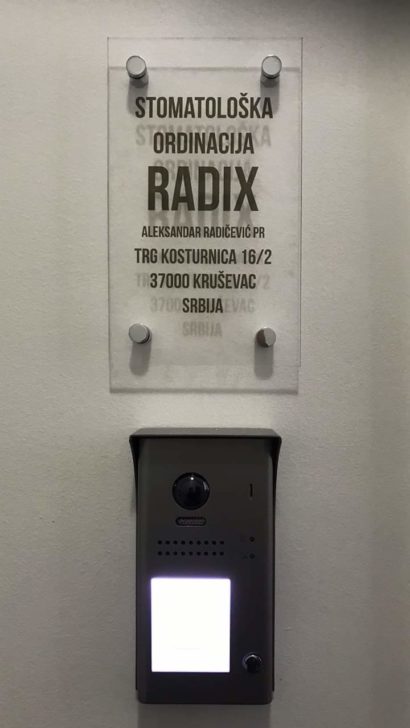 STOMATOLOŠKA
ORDINACIJA
RADIX
ALEKSANDAR RADIČEVIĆ PR
TRG KOSTURNICA 16/2
37000 KRUŠEVAC
SRBIJA